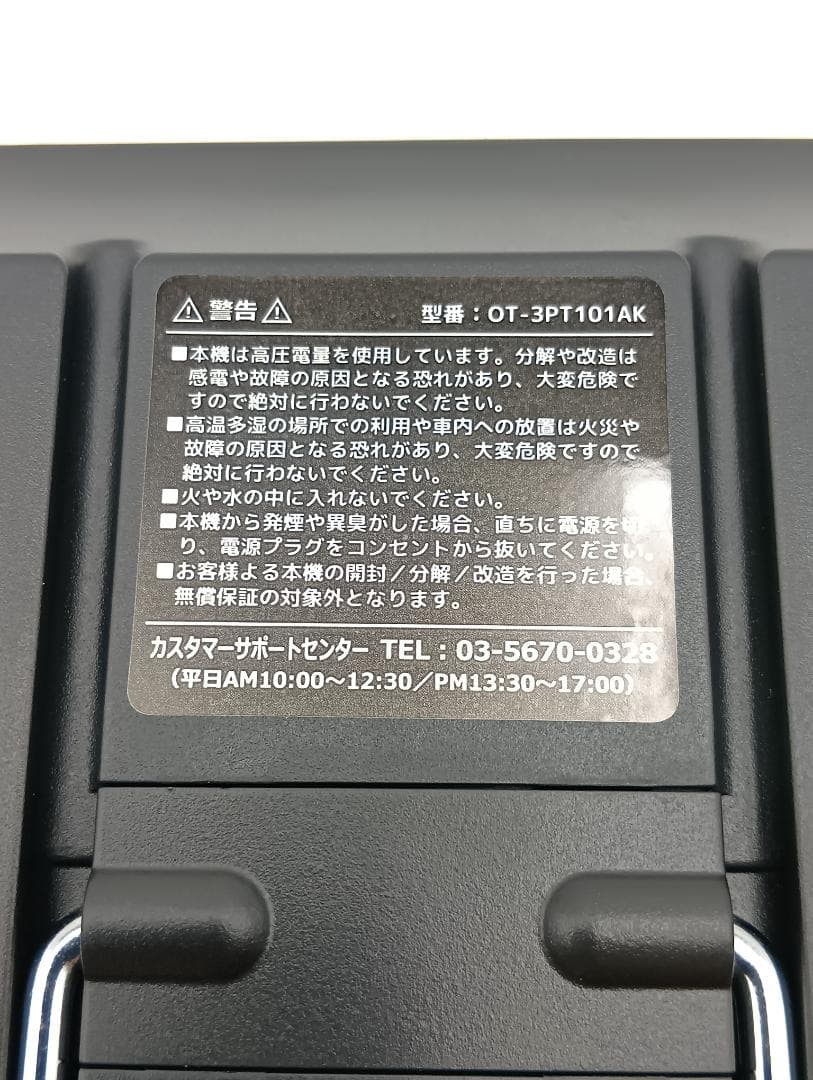 ⚠警告⚠ 型番：OT-3PT101AK
■本機は高圧電量を使用しています。分解や改造は
感電や故障の原因となる恐れがあり、大変危険で
すので絶対に行わないでください。
■高温多湿の場所での利用や車内への放置は火災や
故障の原因となる恐れがあり、大変危険ですので
絶対に行わないでください。
■火や水の中に入れないでください。
■本機から発煙や異臭がした場合、直ちに電源を切
り、電源プラグをコンセントから抜いてください。
■お客様よる本機の開封／分解／改造を行った場合、
無償保証の対象外となります。
カスタマーサポートセンター TEL：03-5670-0328
（平日AM10:00～12:30／PM13:30～17:00）